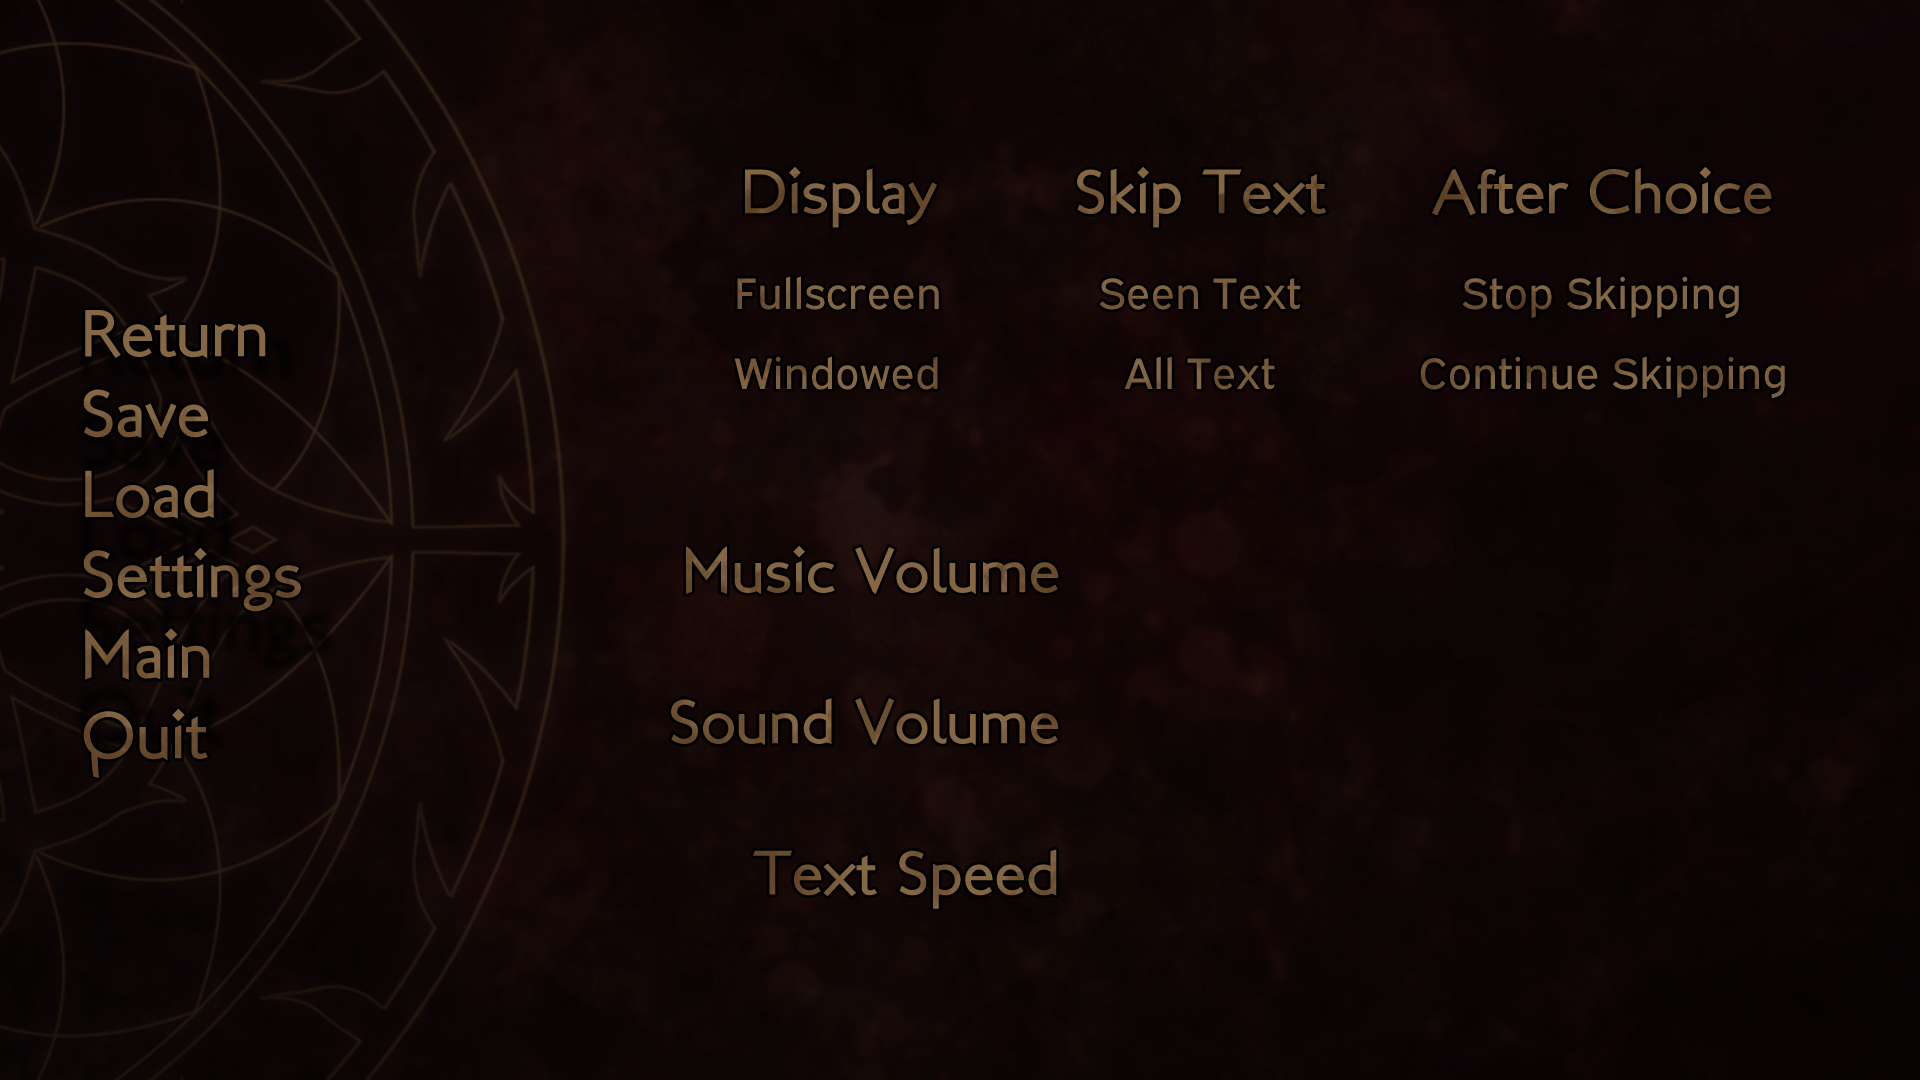 Return
Save
Load
Settings
Main
Quit
Display
Fullscreen
Windowed
Skip Text
Seen Text
All Text
After Choice
Stop Skipping
Continue Skipping
Music Volume
Sound Volume
Text Speed